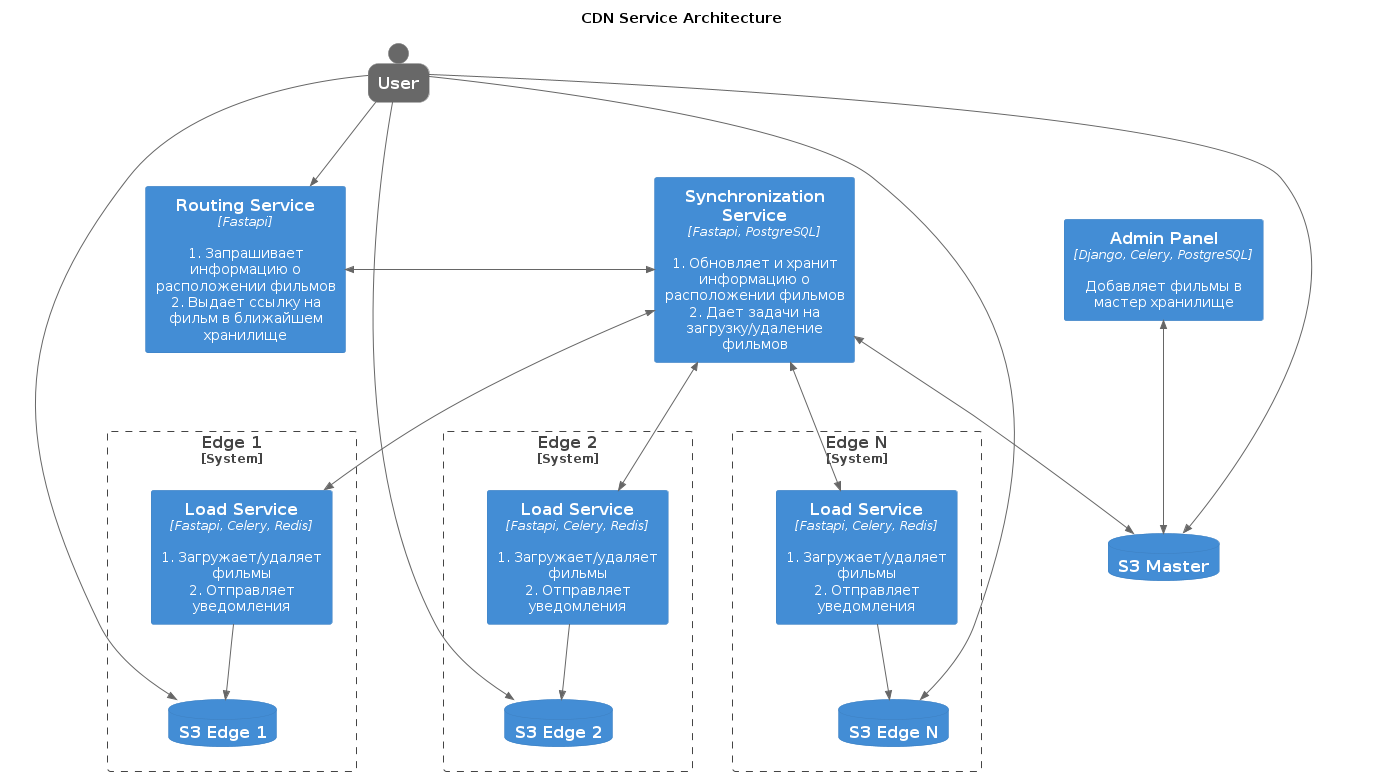 CDN Service Architecture
User
Routing Service
[Fastapi]
1. Запрашивает
информацию о
расположении фильмов
2. Выдает ссылку на
фильм в ближайшем
хранилище
Synchronization
Service
[Fastapi, PostgreSQL]
1. Обновляет и хранит
информацию о
расположении фильмов
2. Дает задачи на
загрузку/удаление
фильмов
Admin Panel
[Django, Celery, PostgreSQL]
Добавляет фильмы в
мастер хранилище
Edge 1
[System]
Load Service
[Fastapi, Celery, Redis]
1. Загружает/удаляет
фильмы
2. Отправляет
уведомления
S3 Edge 1
Edge 2
[System]
Load Service
[Fastapi, Celery, Redis]
1. Загружает/удаляет
фильмы
2. Отправляет
уведомления
S3 Edge 2
Edge N
[System]
Load Service
[Fastapi, Celery, Redis]
1. Загружает/удаляет
фильмы
2. Отправляет
уведомления
S3 Edge N
S3 Master